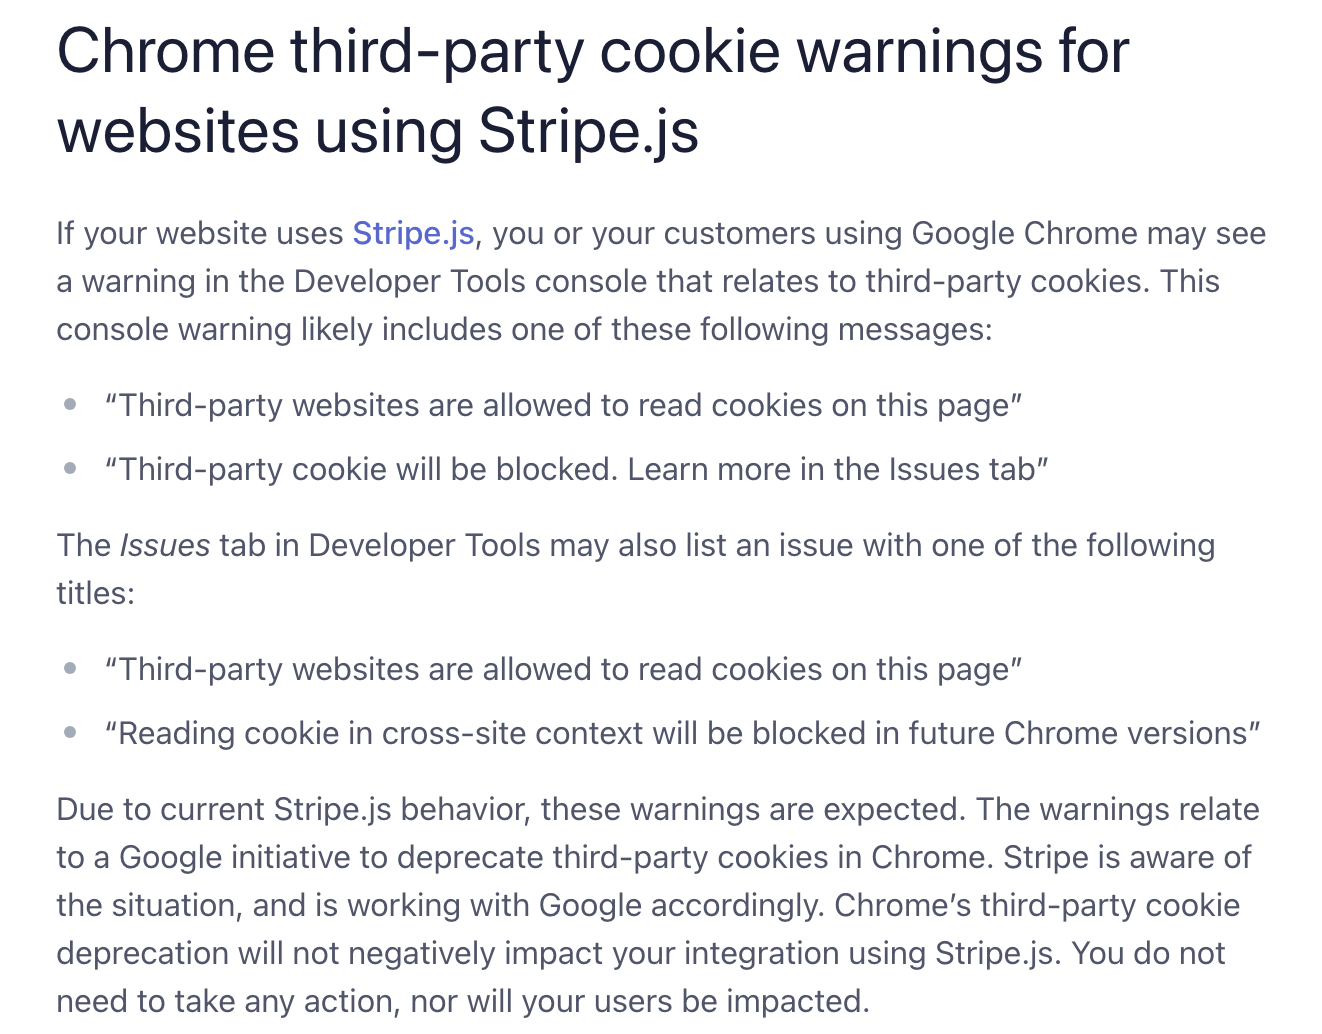 Chrome third-party cookie warnings for
websites using Stripe.js
If your website uses Stripe.js, you or your customers using Google Chrome may see
a warning in the Developer Tools console that relates to third-party cookies. This
console warning likely includes one of these following messages:
• “Third-party websites are allowed to read cookies on this page”
• “Third-party cookie will be blocked. Learn more in the Issues tab”
The Issues tab in Developer Tools may also list an issue with one of the following
titles:
• “Third-party websites are allowed to read cookies on this page”
• “Reading cookie in cross-site context will be blocked in future Chrome versions”
Due to current Stripe.js behavior, these warnings are expected. The warnings relate
to a Google initiative to deprecate third-party cookies in Chrome. Stripe is aware of
the situation, and is working with Google accordingly. Chrome’s third-party cookie
deprecation will not negatively impact your integration using Stripe.js. You do not
need to take any action, nor will your users be impacted.